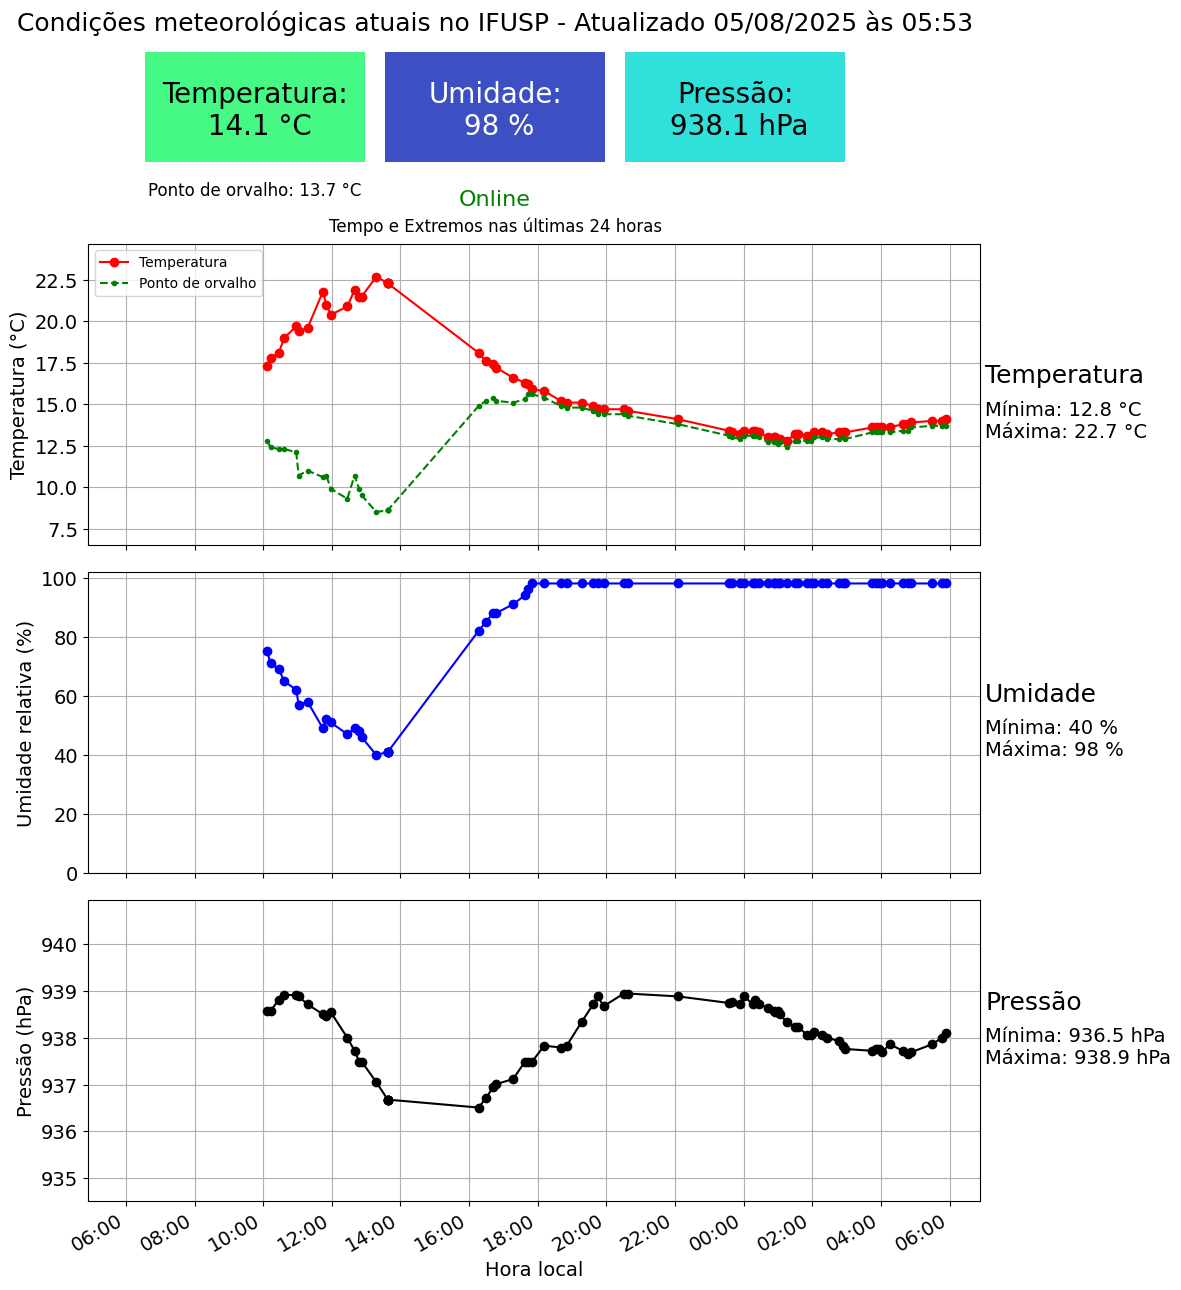 Condições meteorológicas atuais no IFUSP - Atualizado 05/08/2025 às 05:53
Temperatura:
14.1 °C
Umidade:
98 %
Pressão:
938.1 hPa
Ponto de orvalho: 13.7 °C
Online
Tempo e Extremos nas últimas 24 horas
Temperatura
Ponto de orvalho
Temperatura (°C)
22.5
20.0
17.5
15.0
12.5
10.0
7.5
Temperatura
Mínima: 12.8 °C
Máxima: 22.7 °C
Umidade relativa (%)
100
80
60
40
20
0
Umidade
Mínima: 40 %
Máxima: 98 %
Pressão (hPa)
940
939
938
937
936
935
Pressão
Mínima: 936.5 hPa
Máxima: 938.9 hPa
06:00
08:00
10:00
12:00
14:00
16:00
18:00
20:00
22:00
00:00
02:00
04:00
06:00
Hora local